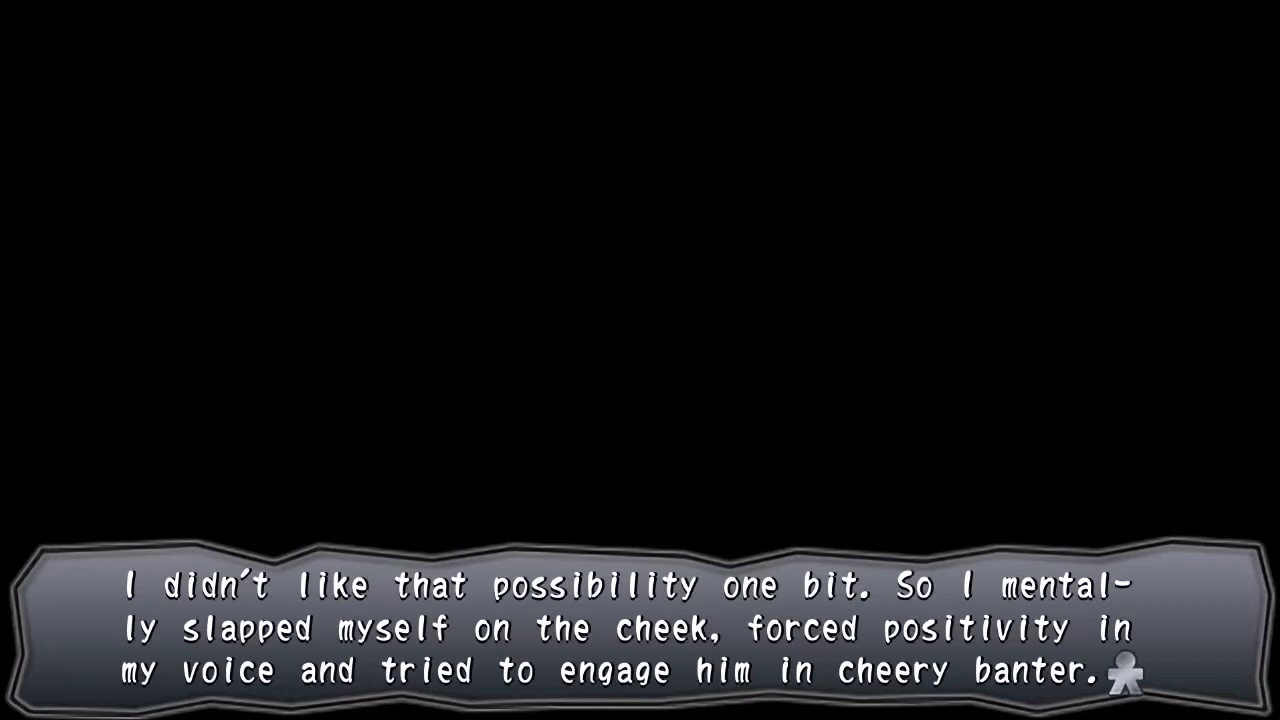 I didn't like that possibility one bit. So I mental-
ly slapped myself on the cheek, forced positivity in
my voice and tried to engage him in cheery banter.